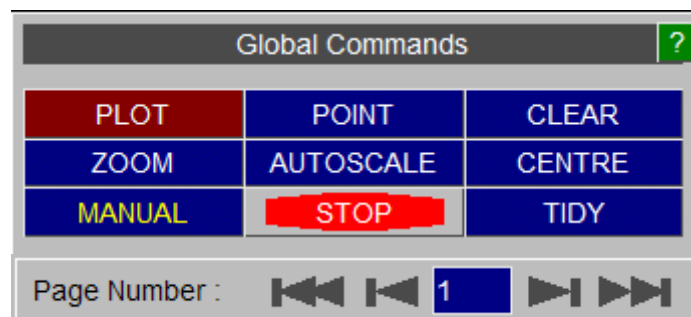 Global Commands ?
PLOT POINT CLEAR
ZOOM AUTOSCALE CENTRE
MANUAL STOP TIDY
Page Number : 1